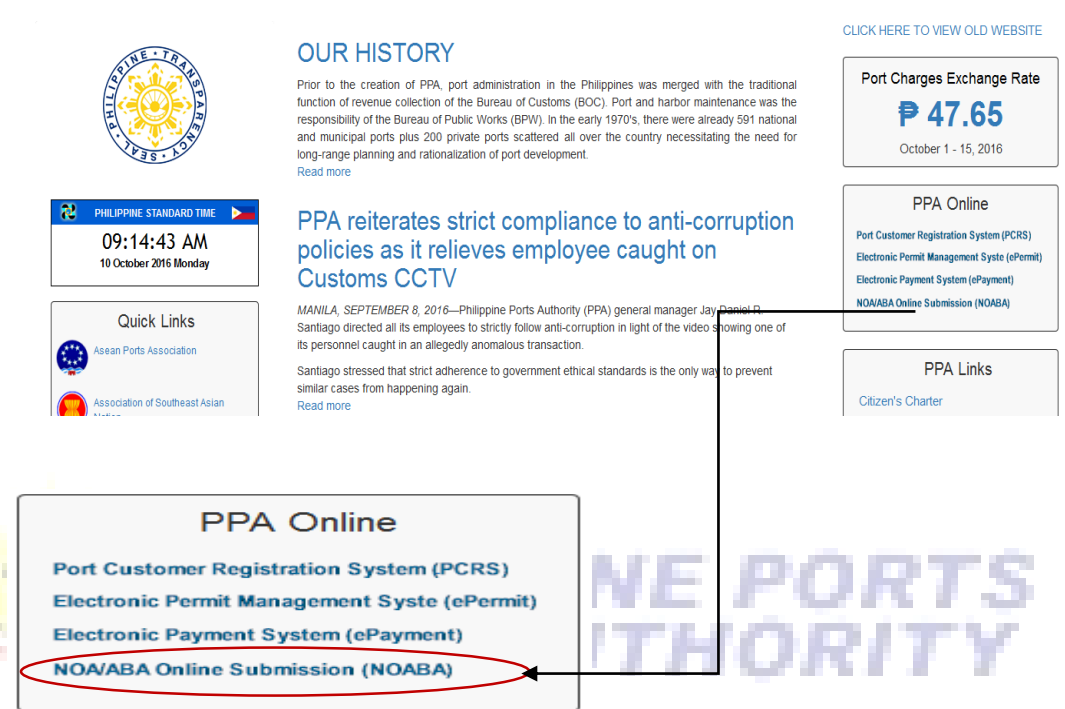 PHILIPPINE · TRANSPARENCY · SEAL
PHILIPPINE STANDARD TIME
09:14:43 AM
10 October 2016 Monday
Quick Links
Asean Ports Association
Association of Southeast Asian
OUR HISTORY
Prior to the creation of PPA, port administration in the Philippines was merged with the traditional
function of revenue collection of the Bureau of Customs (BOC). Port and harbor maintenance was the
responsibility of the Bureau of Public Works (BPW). In the early 1970's, there were already 591 national
and municipal ports plus 200 private ports scattered all over the country necessitating the need for
long-range planning and rationalization of port development.
Read more
PPA reiterates strict compliance to anti-corruption
policies as it relieves employee caught on
Customs CCTV
MANILA, SEPTEMBER 8, 2016—Philippine Ports Authority (PPA) general manager Jay Daniel R.
Santiago directed all its employees to strictly follow anti-corruption in light of the video showing one of
its personnel caught in an allegedly anomalous transaction.
Santiago stressed that strict adherence to government ethical standards is the only way to prevent
similar cases from happening again.
Read more
CLICK HERE TO VIEW OLD WEBSITE
Port Charges Exchange Rate
₱ 47.65
October 1 - 15, 2016
PPA Online
Port Customer Registration System (PCRS)
Electronic Permit Management Syste (ePermit)
Electronic Payment System (ePayment)
NOA/ABA Online Submission (NOABA)
PPA Links
Citizen's Charter
PPA Online
Port Customer Registration System (PCRS)
Electronic Permit Management Syste (ePermit)
Electronic Payment System (ePayment)
NOA/ABA Online Submission (NOABA)
NE PORTS
THORITY